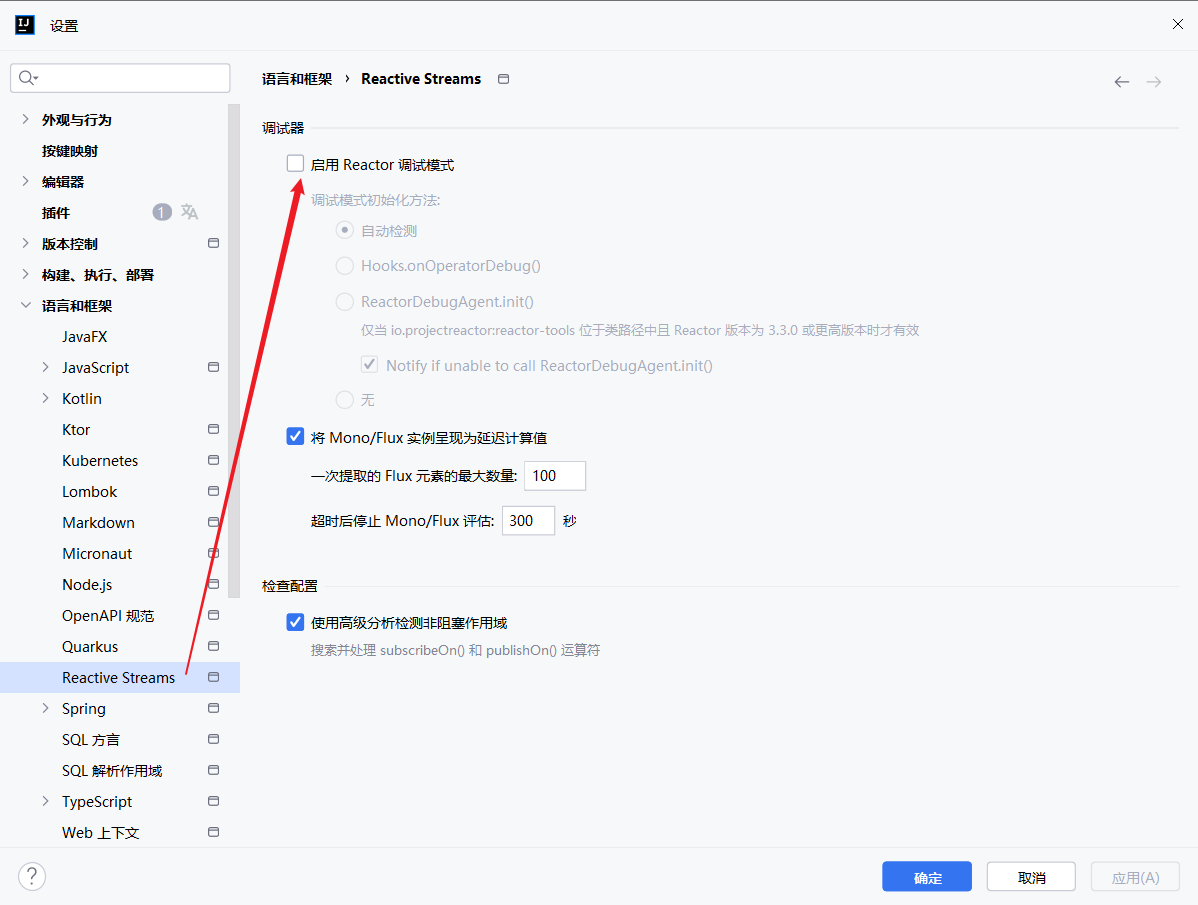 设置
外观与行为
按键映射
编辑器
插件 1
版本控制
构建、执行、部署
语言和框架
JavaFX
JavaScript
Kotlin
Ktor
Kubernetes
Lombok
Markdown
Micronaut
Node.js
OpenAPI 规范
Quarkus
Reactive Streams
Spring
SQL 方言
SQL 解析作用域
TypeScript
Web 上下文
语言和框架 › Reactive Streams
调试器
启用 Reactor 调试模式
调试模式初始化方法:
自动检测
Hooks.onOperatorDebug()
ReactorDebugAgent.init()
仅当 io.projectreactor:reactor-tools 位于类路径中且 Reactor 版本为 3.3.0 或更高版本时才有效
Notify if unable to call ReactorDebugAgent.init()
无
将 Mono/Flux 实例呈现为延迟计算值
一次提取的 Flux 元素的最大数量: 100
超时后停止 Mono/Flux 评估: 300 秒
检查配置
使用高级分析检测非阻塞作用域
搜索并处理 subscribeOn() 和 publishOn() 运算符
?
确定 取消 应用(A)